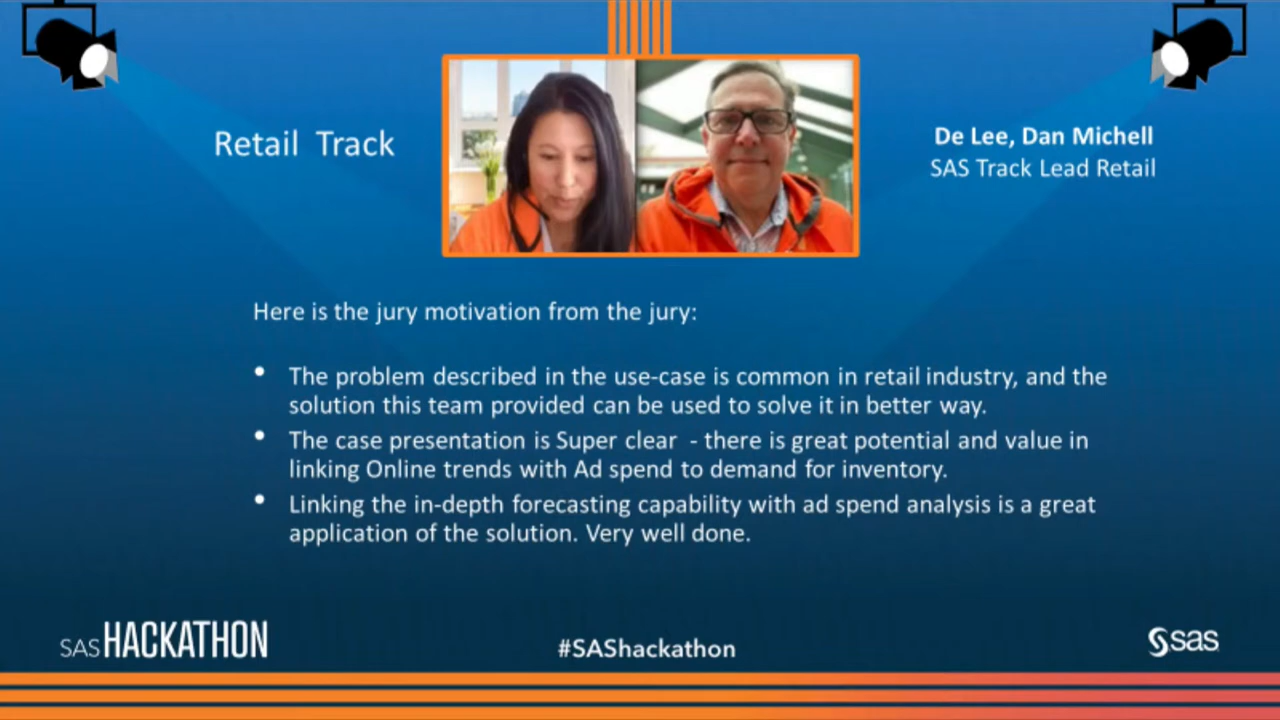 Retail Track
De Lee, Dan Michell
SAS Track Lead Retail
Here is the jury motivation from the jury:
• The problem described in the use-case is common in retail industry, and the
solution this team provided can be used to solve it in better way.
• The case presentation is Super clear - there is great potential and value in
linking Online trends with Ad spend to demand for inventory.
• Linking the in-depth forecasting capability with ad spend analysis is a great
application of the solution. Very well done.
SAS HACKATHON
#SAShackathon
sas